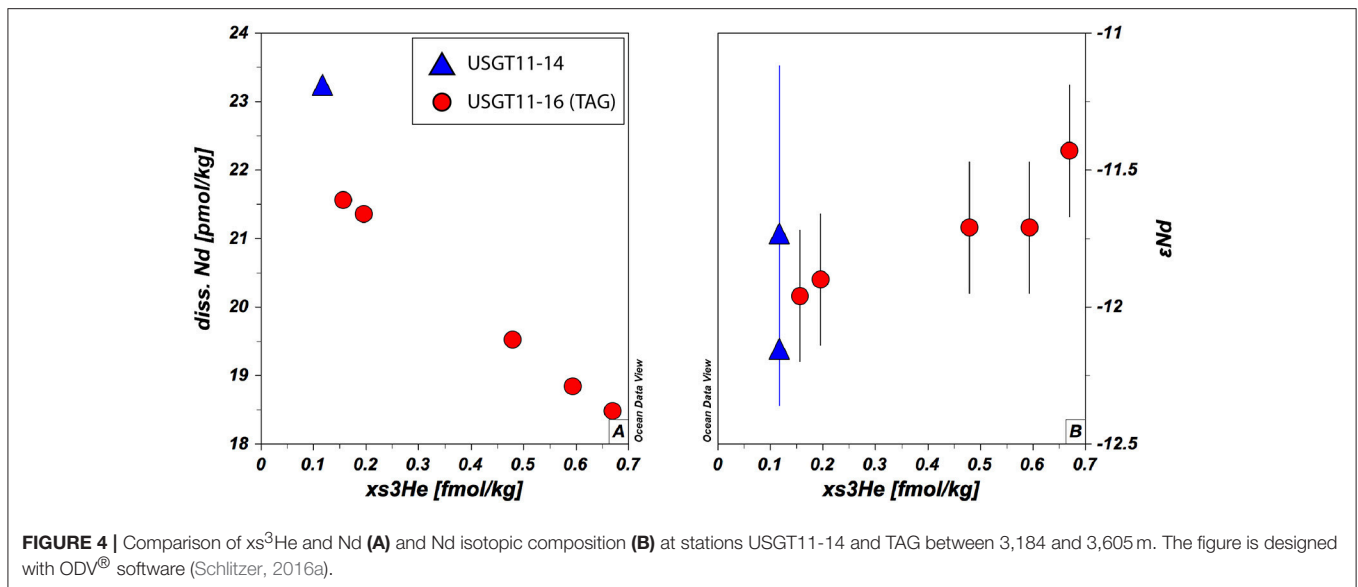 24
23
22
21
20
19
18
diss. Nd [pmol/kg]
0 0.1 0.2 0.3 0.4 0.5 0.6 0.7
xs3He [fmol/kg]
USGT11-14
USGT11-16 (TAG)
A
Ocean Data View
Ocean Data View
0 0.1 0.2 0.3 0.4 0.5 0.6 0.7
xs3He [fmol/kg]
B
-11
-11.5
-12
-12.5
εNd
FIGURE 4 | Comparison of xs³He and Nd (A) and Nd isotopic composition (B) at stations USGT11-14 and TAG between 3,184 and 3,605 m. The figure is designed
with ODV® software (Schlitzer, 2016a).